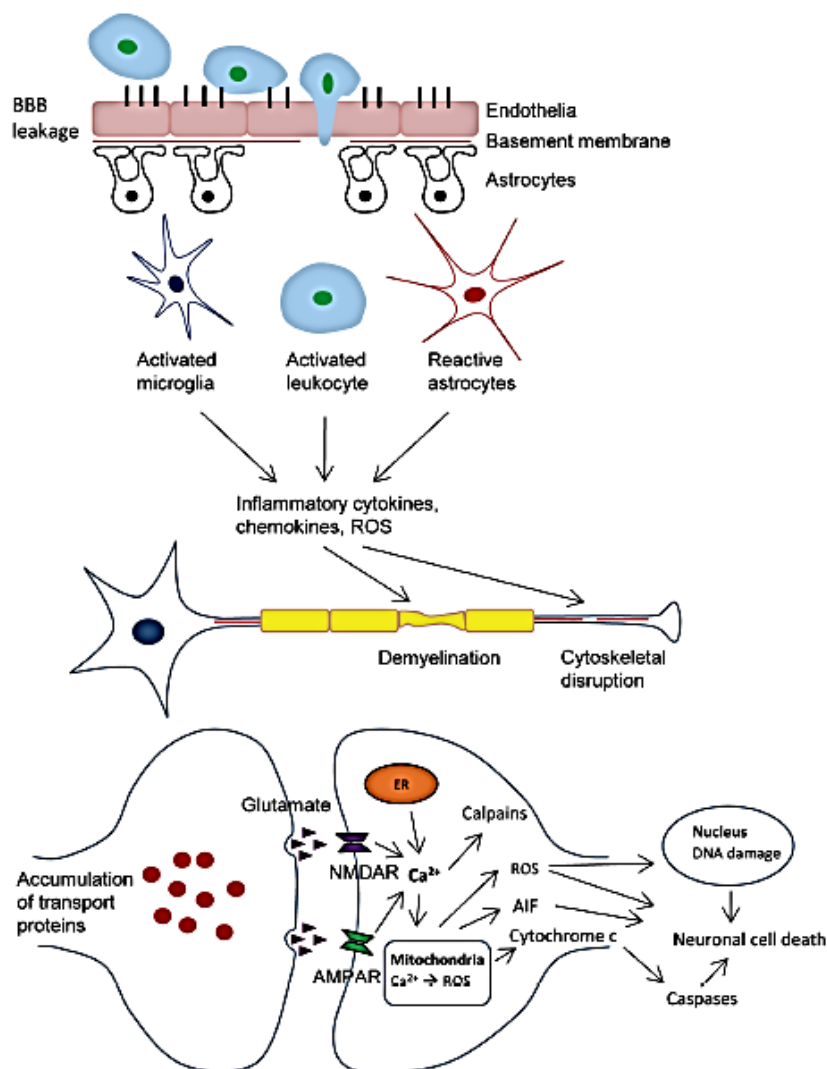 BBB
leakage
Endothelia
Basement membrane
Astrocytes
Activated
microglia
Activated
leukocyte
Reactive
astrocytes
Inflammatory cytokines,
chemokines, ROS
Demyelination
Cytoskeletal
disruption
ER
Glutamate
Calpains
Nucleus
DNA damage
NMDAR
Ca²⁺
ROS
Accumulation
of transport
proteins
AIF
Cytochrome c
Neuronal cell death
AMPAR
Mitochondria
Ca²⁺ → ROS
Caspases